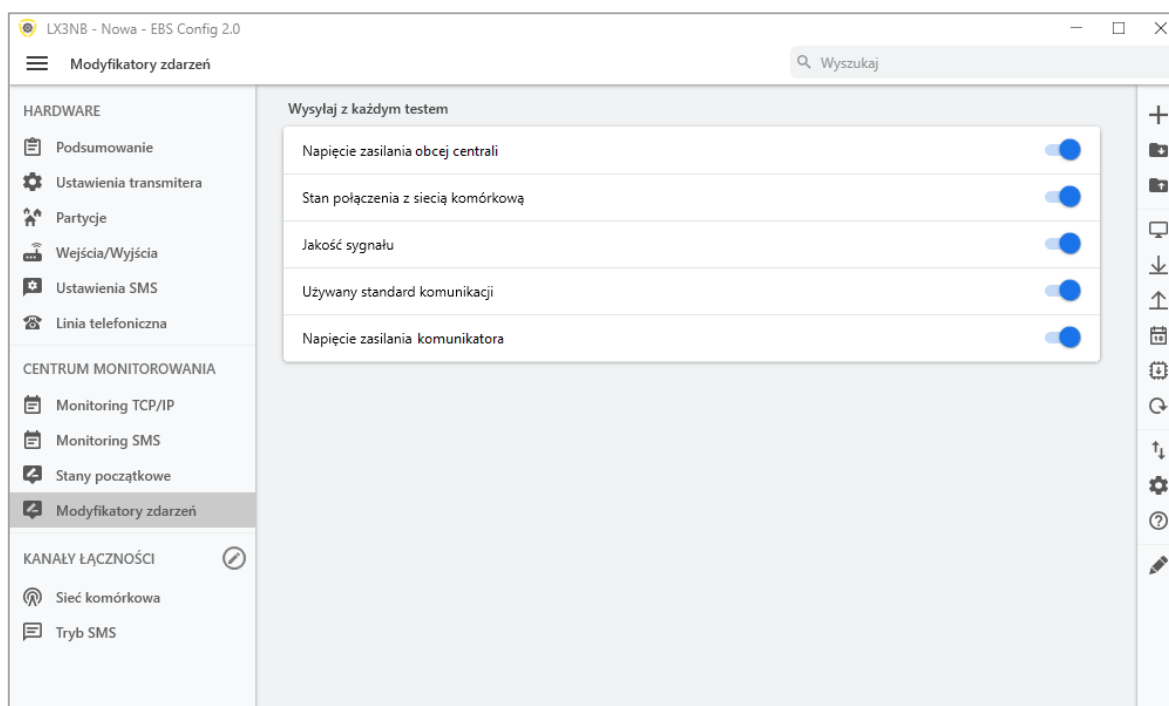 LX3NB - Nowa - EBS Config 2.0
Modyfikatory zdarzeń
Wyszukaj
HARDWARE
Podsumowanie
Ustawienia transmitera
Partycje
Wejścia/Wyjścia
Ustawienia SMS
Linia telefoniczna
CENTRUM MONITOROWANIA
Monitoring TCP/IP
Monitoring SMS
Stany początkowe
Modyfikatory zdarzeń
KANAŁY ŁĄCZNOŚCI
Sieć komórkowa
Tryb SMS
Wysyłaj z każdym testem
Napięcie zasilania obcej centrali
Stan połączenia z siecią komórkową
Jakość sygnału
Używany standard komunikacji
Napięcie zasilania komunikatora